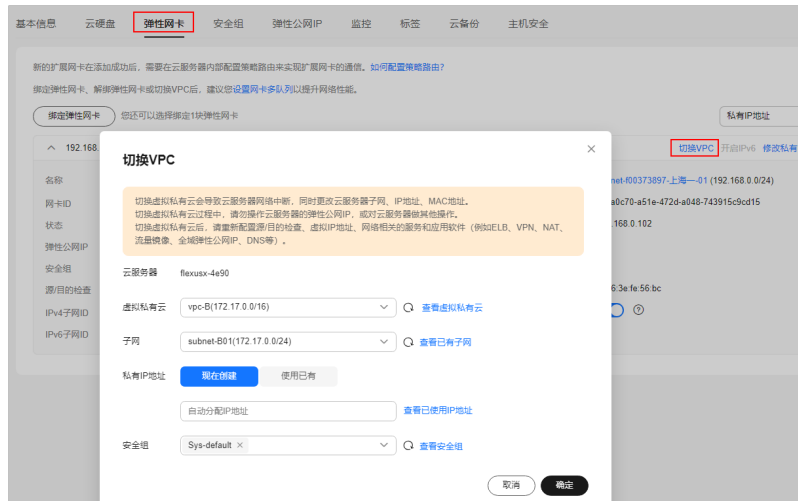 基本信息 云硬盘 弹性网卡 安全组 弹性公网IP 监控 标签 云备份 主机安全
新的扩展网卡在添加成功后，需要在云服务器内部配置策略路由来实现扩展网卡的通信。如何配置策略路由?
绑定弹性网卡、解绑弹性网卡或切换VPC后，建议您设置网卡多队列以提升网络性能。
绑定弹性网卡 您还可以选择绑定1块弹性网卡 私有IP地址
192.168. 切换VPC 开启IPv6 修改私有
切换VPC
名称 net-f00373897-上海一-01 (192.168.0.0/24)
网卡ID a0c70-a51e-472d-a048-743915c9cd15
状态 .168.0.102
弹性公网IP
安全组
源/目的检查 6:3e:fe:56:bc
IPv4子网ID
IPv6子网ID
切换虚拟私有云会导致云服务器网络中断，同时更改云服务器子网、IP地址、MAC地址。
切换虚拟私有云过程中，请勿操作云服务器的弹性公网IP，或对云服务器做其他操作。
切换虚拟私有云后，请重新配置源/目的检查、虚拟IP地址、网络相关的服务和应用软件（例如ELB、VPN、NAT、
流量镜像、全域弹性公网IP、DNS等）。
云服务器 flexusx-4e90
虚拟私有云 vpc-B(172.17.0.0/16) 查看虚拟私有云
子网 subnet-B01(172.17.0.0/24) 查看已有子网
私有IP地址 现在创建 使用已有
自动分配IP地址 查看已使用IP地址
安全组 Sys-default × 查看安全组
取消 确定